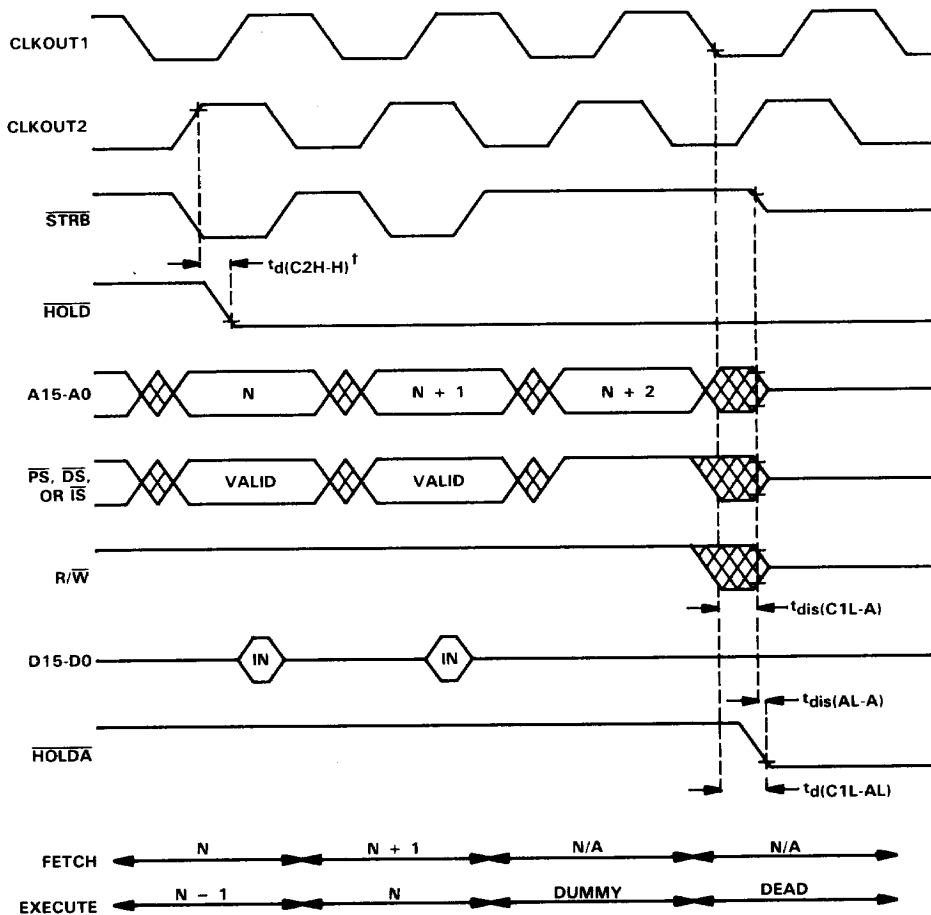 CLKOUT1
CLKOUT2
STRB
td(C2H-H)†
HOLD
A15-A0 N N + 1 N + 2
PS, DS,
OR IS VALID VALID
R/W
tdis(C1L-A)
D15-D0 IN IN
tdis(AL-A)
HOLDA
td(C1L-AL)
FETCH N N + 1 N/A N/A
EXECUTE N − 1 N DUMMY DEAD